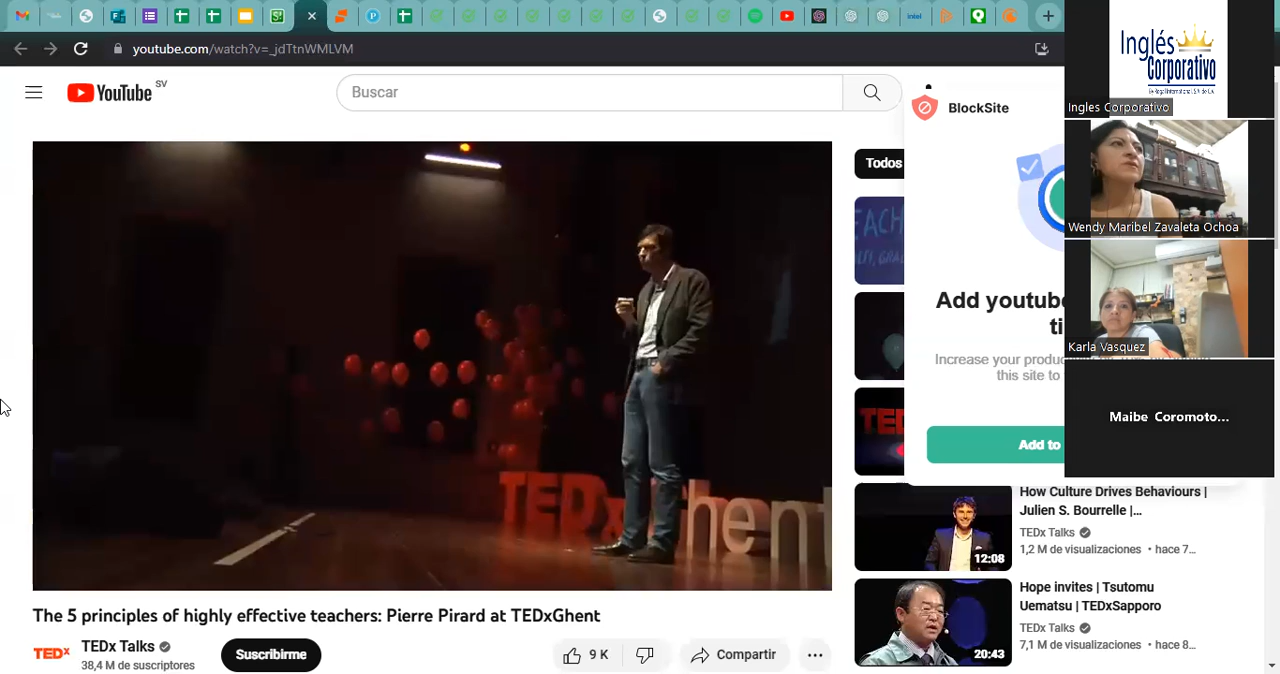 youtube.com/watch?v=_jdTtnWMLVM
YouTube SV
Buscar
BlockSite
Add youtube
ti
Increase your produc
this site to
Add to
Todos
TEDxGhent
TED
The 5 principles of highly effective teachers: Pierre Pirard at TEDxGhent
TEDx
TEDx Talks
38,4 M de suscriptores
Suscribirme
9 K
Compartir
How Culture Drives Behaviours |
Julien S. Bourrelle |...
TEDx Talks
1,2 M de visualizaciones • hace 7...
12:08
Hope invites | Tsutomu
Uematsu | TEDxSapporo
TEDx Talks
7,1 M de visualizaciones • hace 8...
20:43
Inglés
Corporativo
Ingles Corporativo
Wendy Maribel Zavaleta Ochoa
Karla Vasquez
Maibe Coromoto...
intel